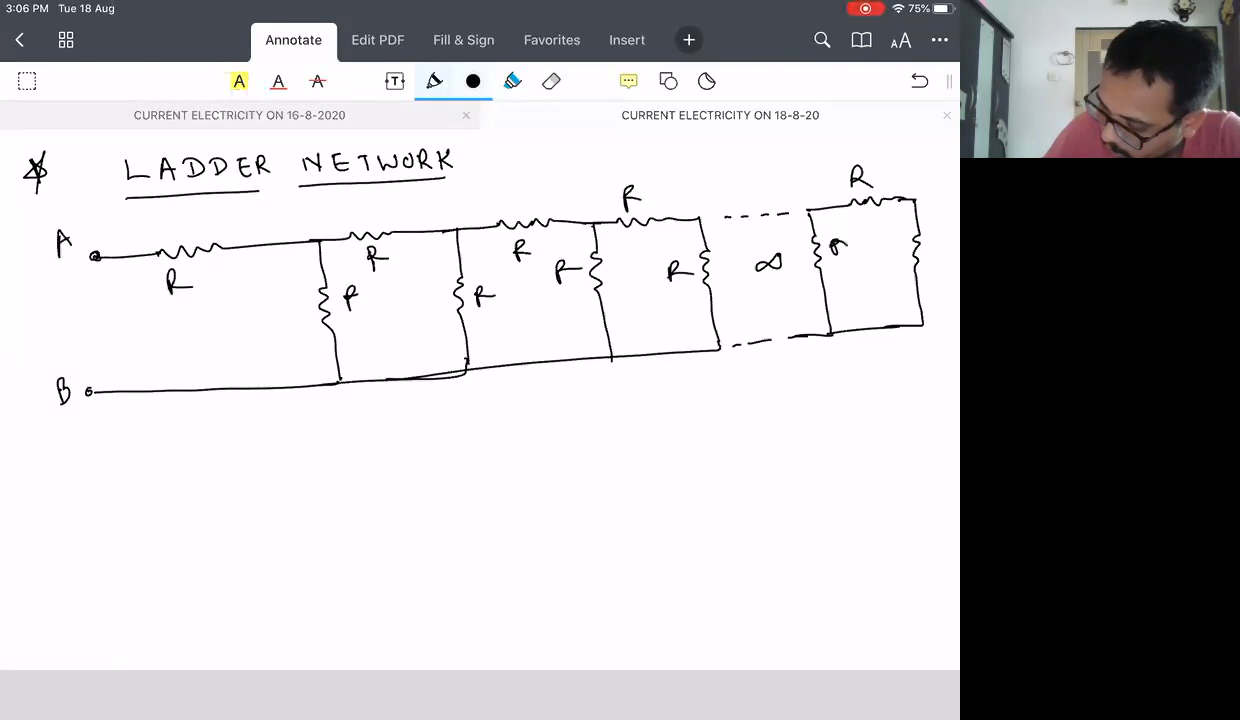 3:06 PM Tue 18 Aug
75%
Annotate Edit PDF Fill & Sign Favorites Insert
AA
A A A T
CURRENT ELECTRICITY ON 16-8-2020 × CURRENT ELECTRICITY ON 18-8-20 ×
LADDER NETWORK
R R
A
R R R R R R R ∞
B